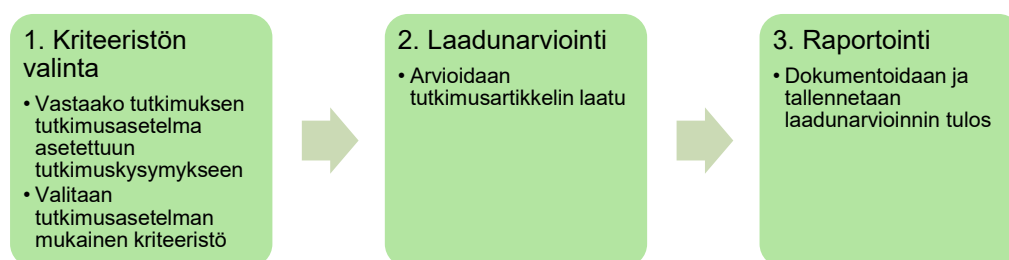 1. Kriteeristön
valinta
• Vastaako tutkimuksen
tutkimusasetelma
asetettuun
tutkimuskysymykseen
• Valitaan
tutkimusasetelman
mukainen kriteeristö
2. Laadunarviointi
• Arvioidaan
tutkimusartikkelin laatu
3. Raportointi
• Dokumentoidaan ja
tallennetaan
laadunarvioinnin tulos